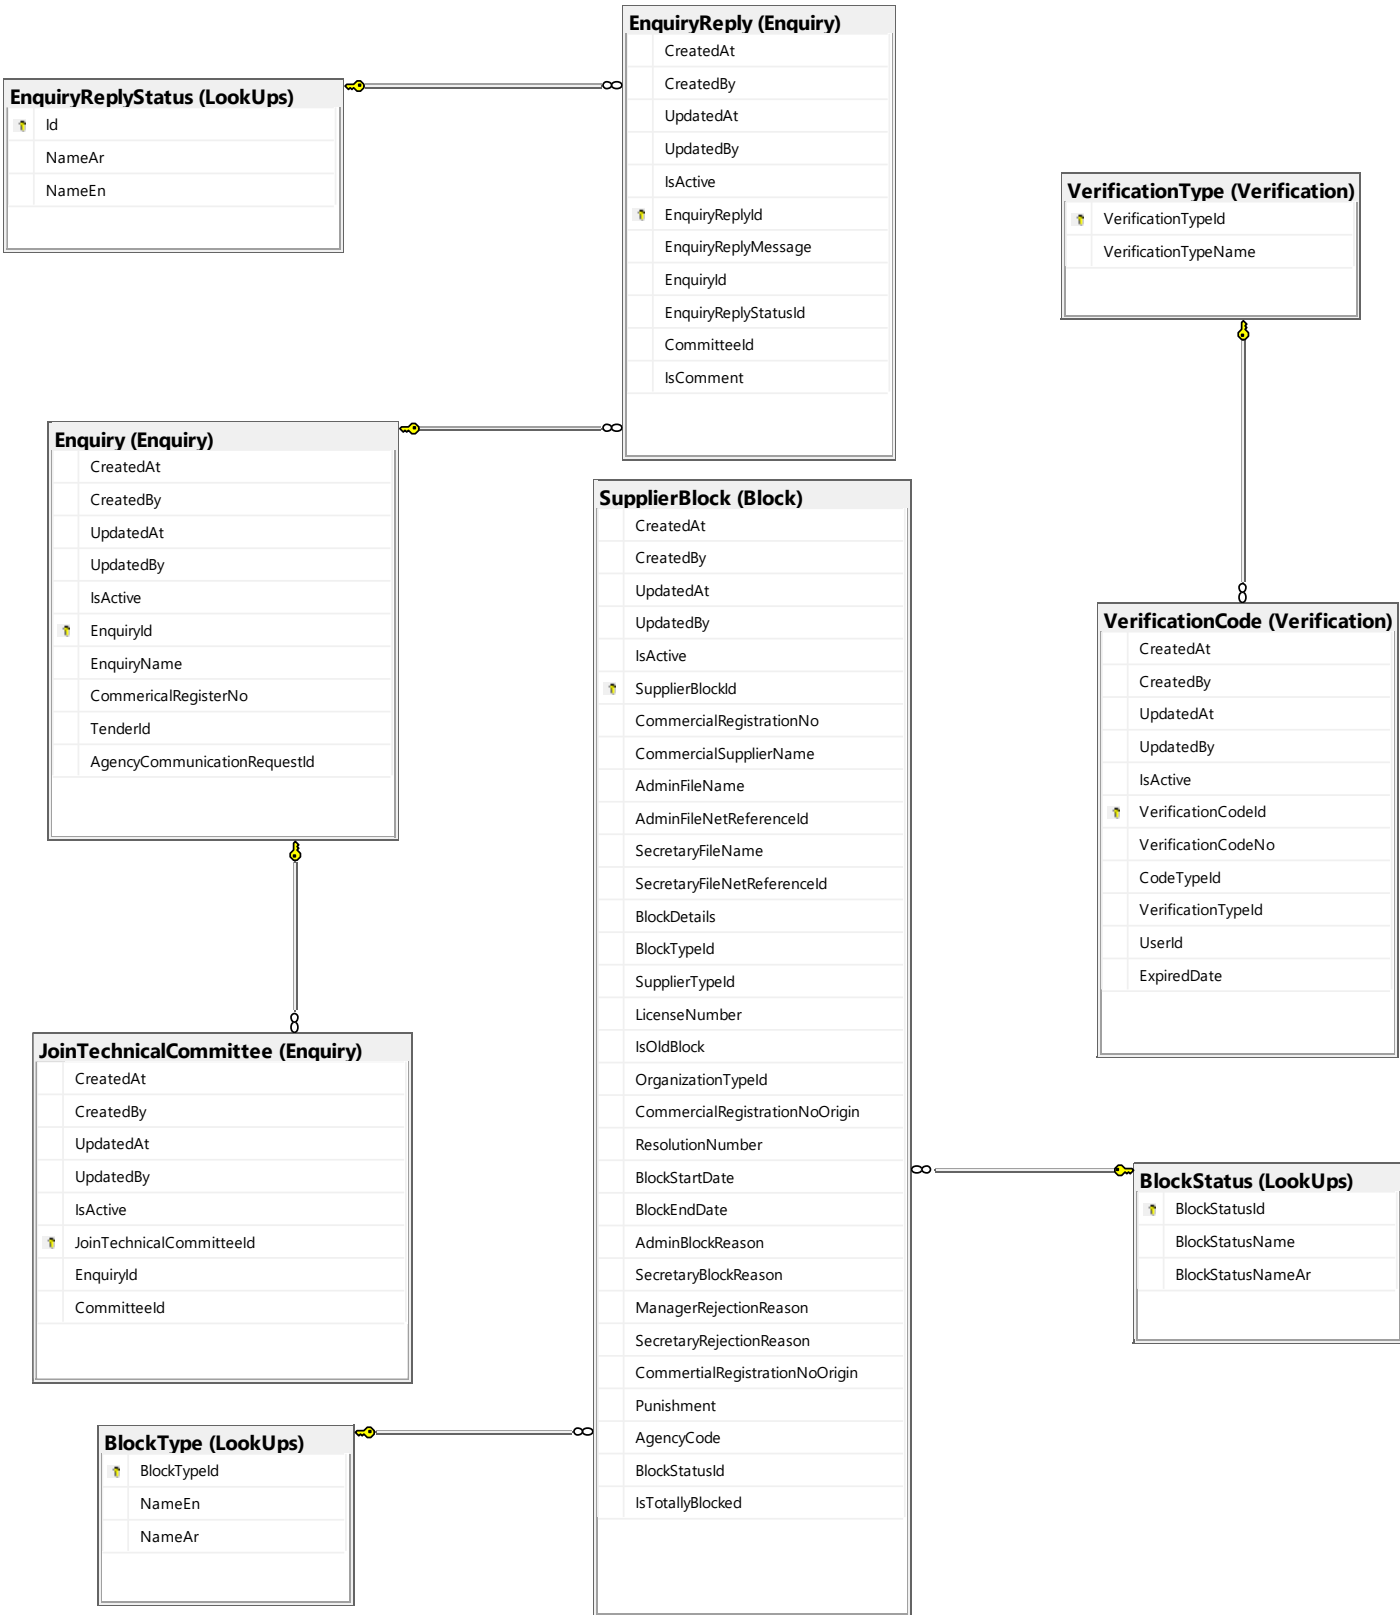 EnquiryReply (Enquiry)
CreatedAt
CreatedBy
UpdatedAt
UpdatedBy
IsActive
EnquiryReplyId
EnquiryReplyMessage
EnquiryId
EnquiryReplyStatusId
CommitteeId
IsComment
EnquiryReplyStatus (LookUps)
Id
NameAr
NameEn
VerificationType (Verification)
VerificationTypeId
VerificationTypeName
Enquiry (Enquiry)
CreatedAt
CreatedBy
UpdatedAt
UpdatedBy
IsActive
EnquiryId
EnquiryName
CommericalRegisterNo
TenderId
AgencyCommunicationRequestId
SupplierBlock (Block)
CreatedAt
CreatedBy
UpdatedAt
UpdatedBy
IsActive
SupplierBlockId
CommercialRegistrationNo
CommercialSupplierName
AdminFileName
AdminFileNetReferenceId
SecretaryFileName
SecretaryFileNetReferenceId
BlockDetails
BlockTypeId
SupplierTypeId
LicenseNumber
IsOldBlock
OrganizationTypeId
CommercialRegistrationNoOrigin
ResolutionNumber
BlockStartDate
BlockEndDate
AdminBlockReason
SecretaryBlockReason
ManagerRejectionReason
SecretaryRejectionReason
CommertialRegistrationNoOrigin
Punishment
AgencyCode
BlockStatusId
IsTotallyBlocked
VerificationCode (Verification)
CreatedAt
CreatedBy
UpdatedAt
UpdatedBy
IsActive
VerificationCodeId
VerificationCodeNo
CodeTypeId
VerificationTypeId
UserId
ExpiredDate
JoinTechnicalCommittee (Enquiry)
CreatedAt
CreatedBy
UpdatedAt
UpdatedBy
IsActive
JoinTechnicalCommitteeId
EnquiryId
CommitteeId
BlockStatus (LookUps)
BlockStatusId
BlockStatusName
BlockStatusNameAr
BlockType (LookUps)
BlockTypeId
NameEn
NameAr